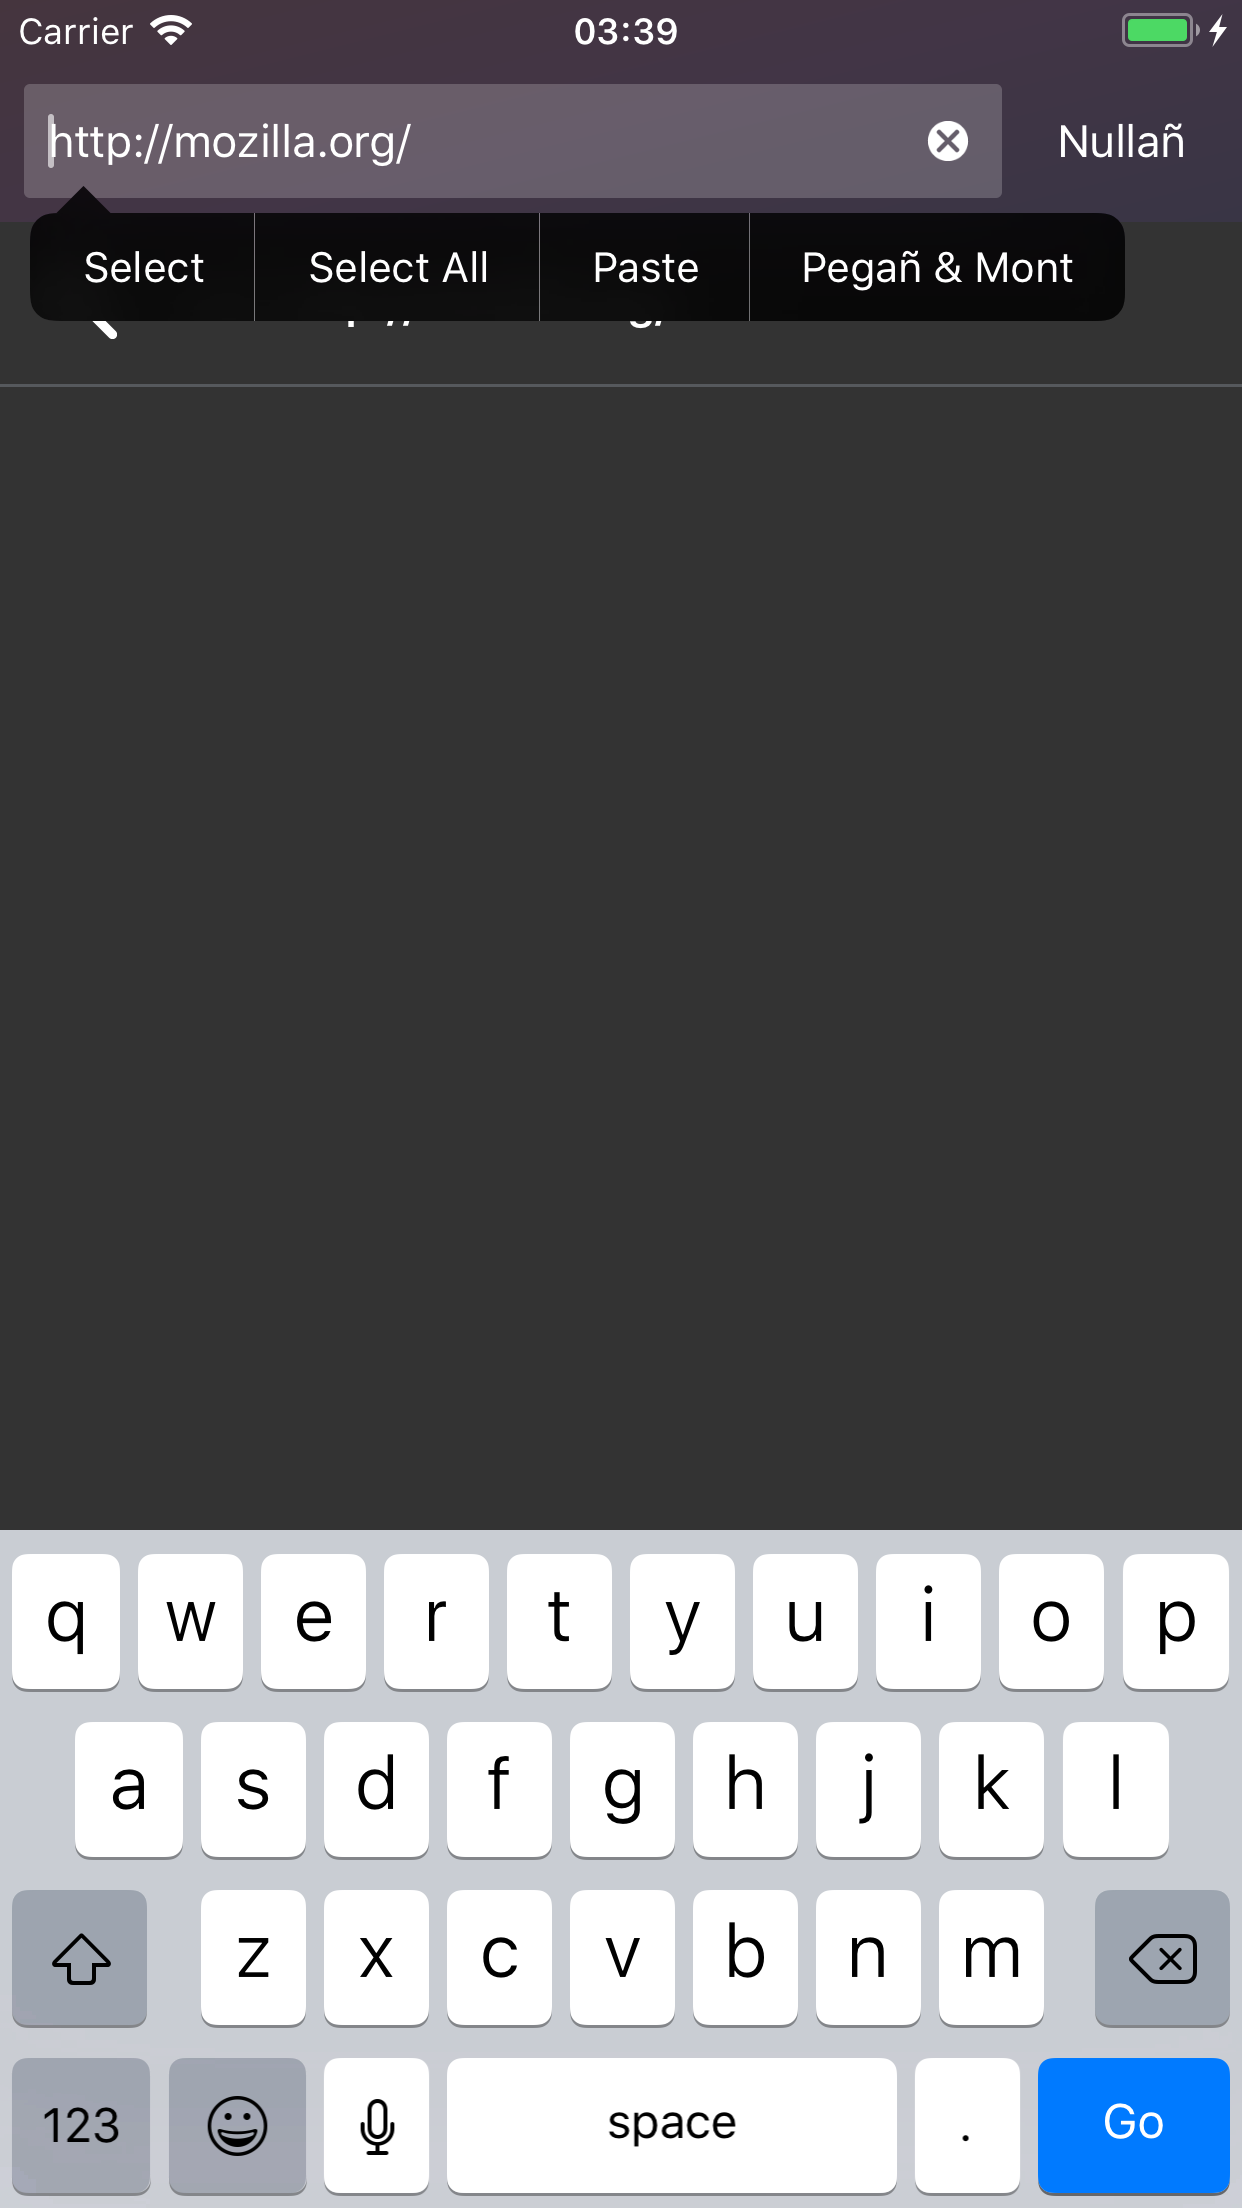 Carrier 03:39
http://mozilla.org/ Nullañ
Select Select All Paste Pegañ & Mont
q w e r t y u i o p
a s d f g h j k l
z x c v b n m
123 space . Go